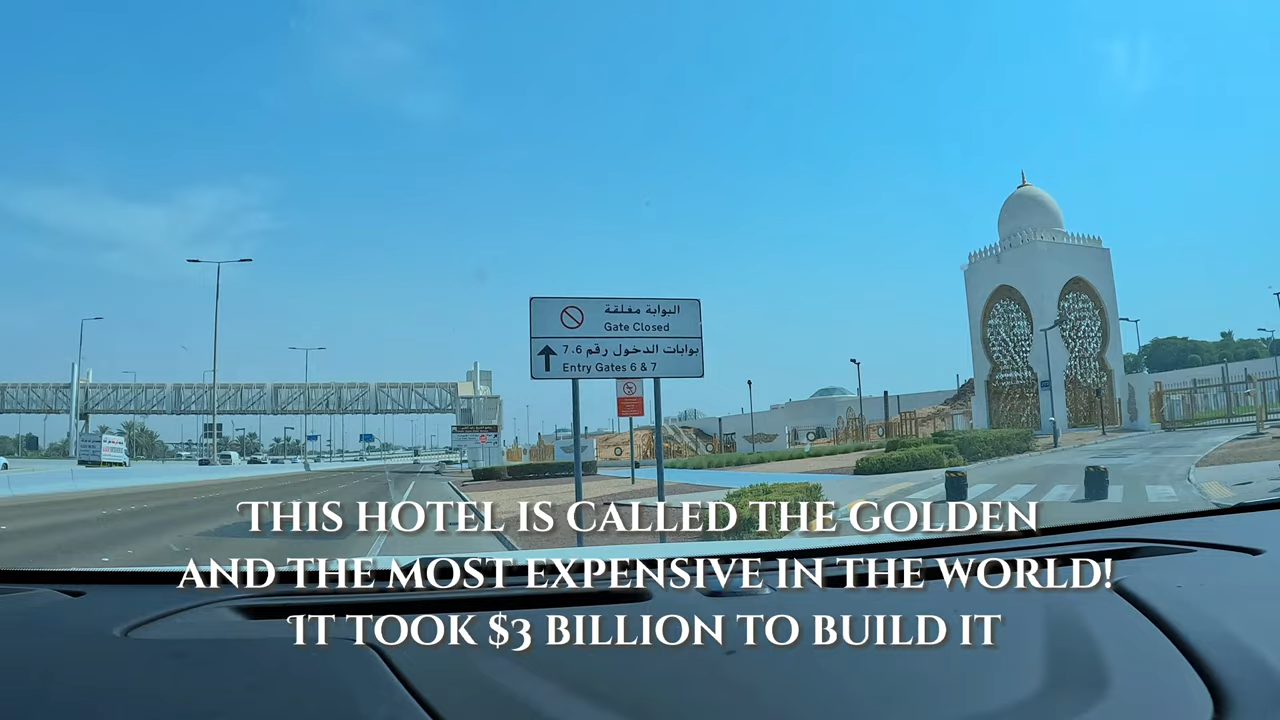 البوابة مغلقة
Gate Closed
بوابات الدخول رقم 7.6
Entry Gates 6 & 7
THIS HOTEL IS CALLED THE GOLDEN
AND THE MOST EXPENSIVE IN THE WORLD!
IT TOOK $3 BILLION TO BUILD IT